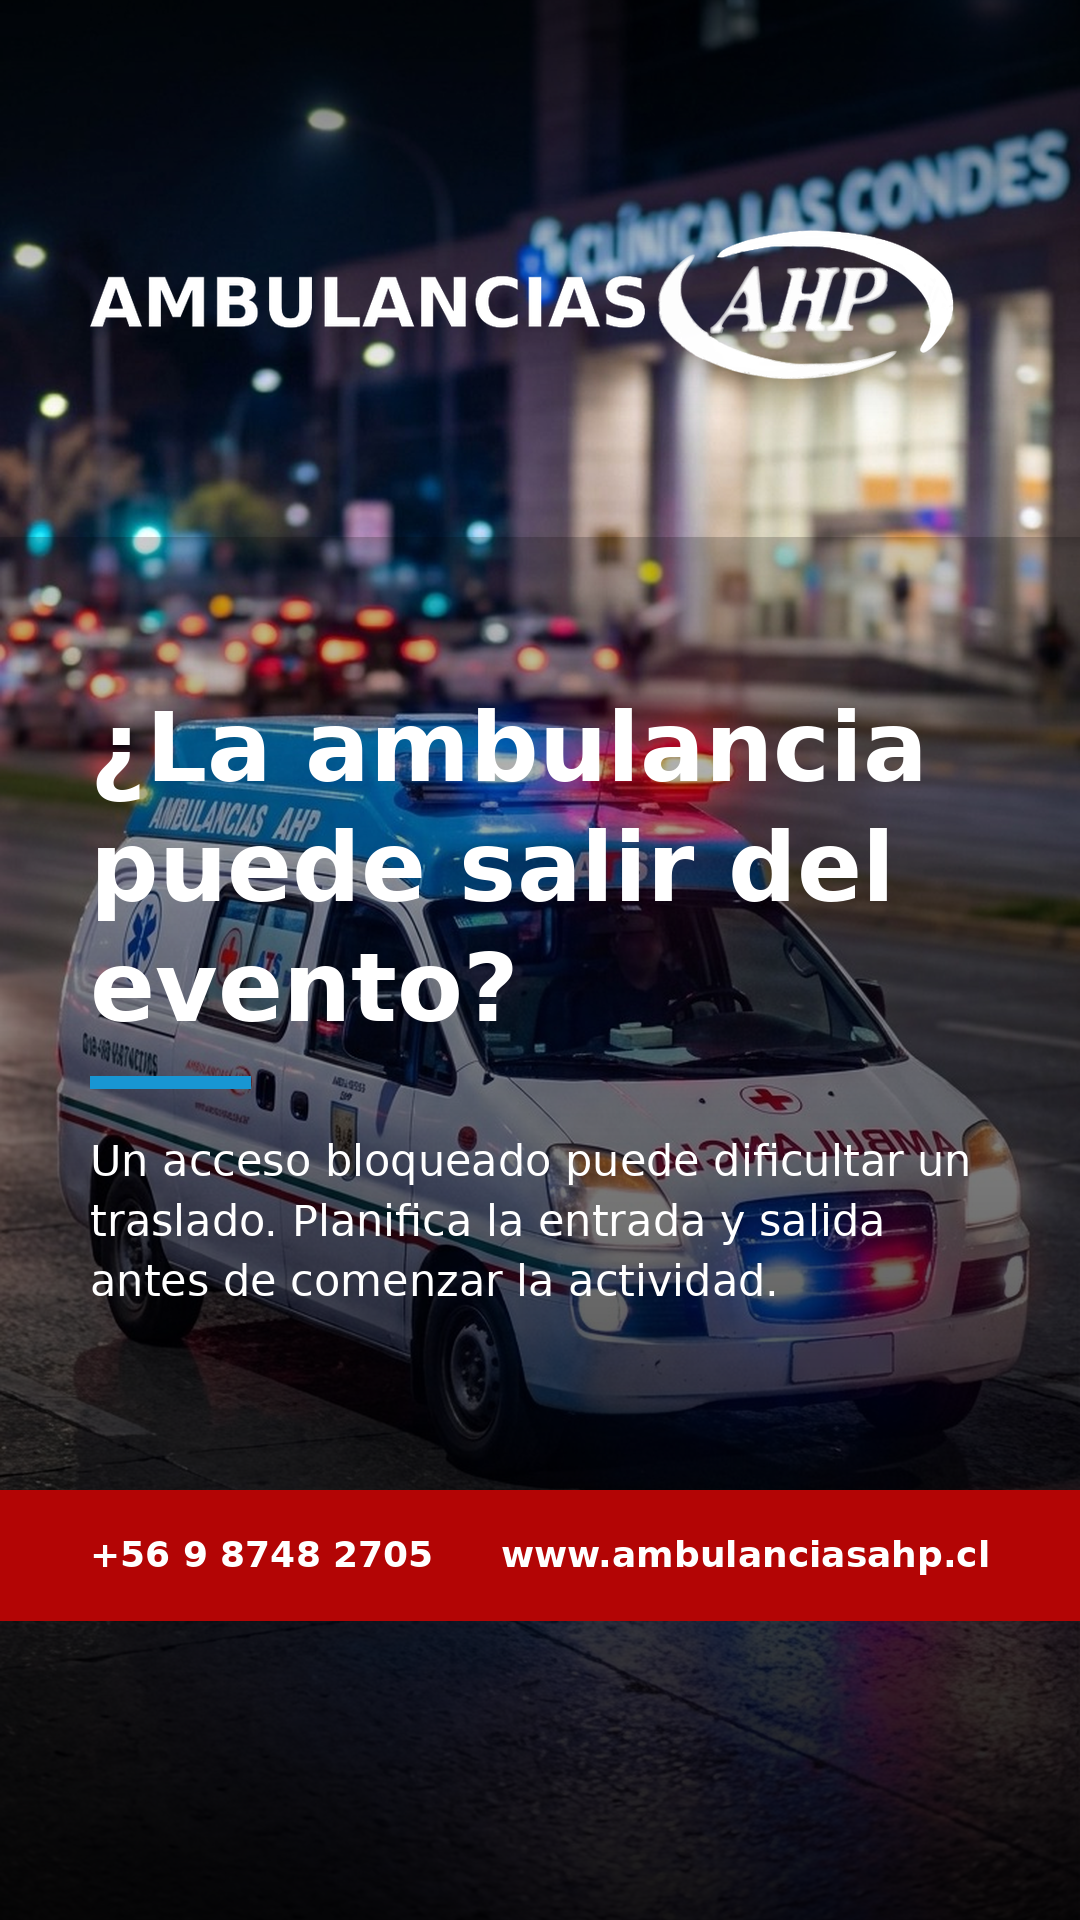 CLÍNICA LAS CONDES
AMBULANCIAS AHP
¿La ambulancia
puede salir del
evento?
AMBULANCIAS AHP
ATS
Un acceso bloqueado puede dificultar un
traslado. Planifica la entrada y salida
antes de comenzar la actividad.
+56 9 8748 2705 www.ambulanciasahp.cl